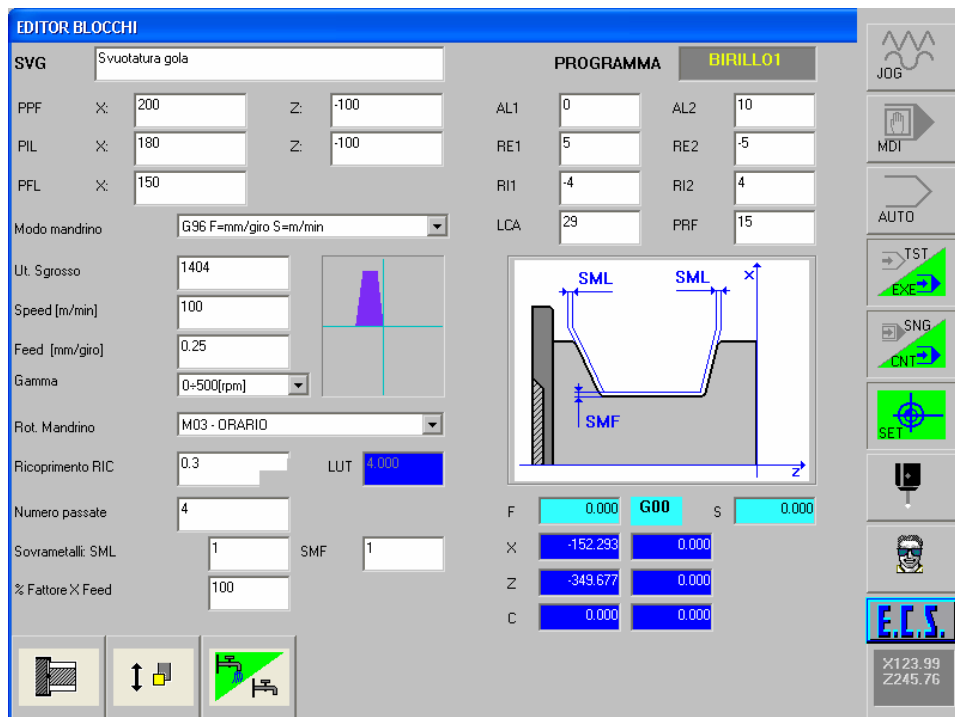 EDITOR BLOCCHI
SVG Svuotatura gola PROGRAMMA BIRILLO1
PPF X: 200 Z: -100 AL1 0 AL2 10
PIL X: 180 Z: -100 RE1 5 RE2 -5
PFL X: 150 RI1 -4 RI2 4
Modo mandrino G96 F=mm/giro S=m/min LCA 29 PRF 15
Ut. Sgrosso 1404
Speed [m/min] 100
Feed [mm/giro] 0.25
Gamma 0÷500[rpm]
Rot. Mandrino M03 - ORARIO
Ricoprimento RIC 0.3 LUT 4.000
Numero passate 4
Sovrametalli: SML 1 SMF 1
% Fattore X Feed 100
SML SML X
SMF
Z
F 0.000 G00 S 0.000
X -152.293 0.000
Z -349.677 0.000
C 0.000 0.000
JOG
MDI
AUTO
TST
EXE
SNG
CNT
SET
E.C.S.
X123.99
Z245.76